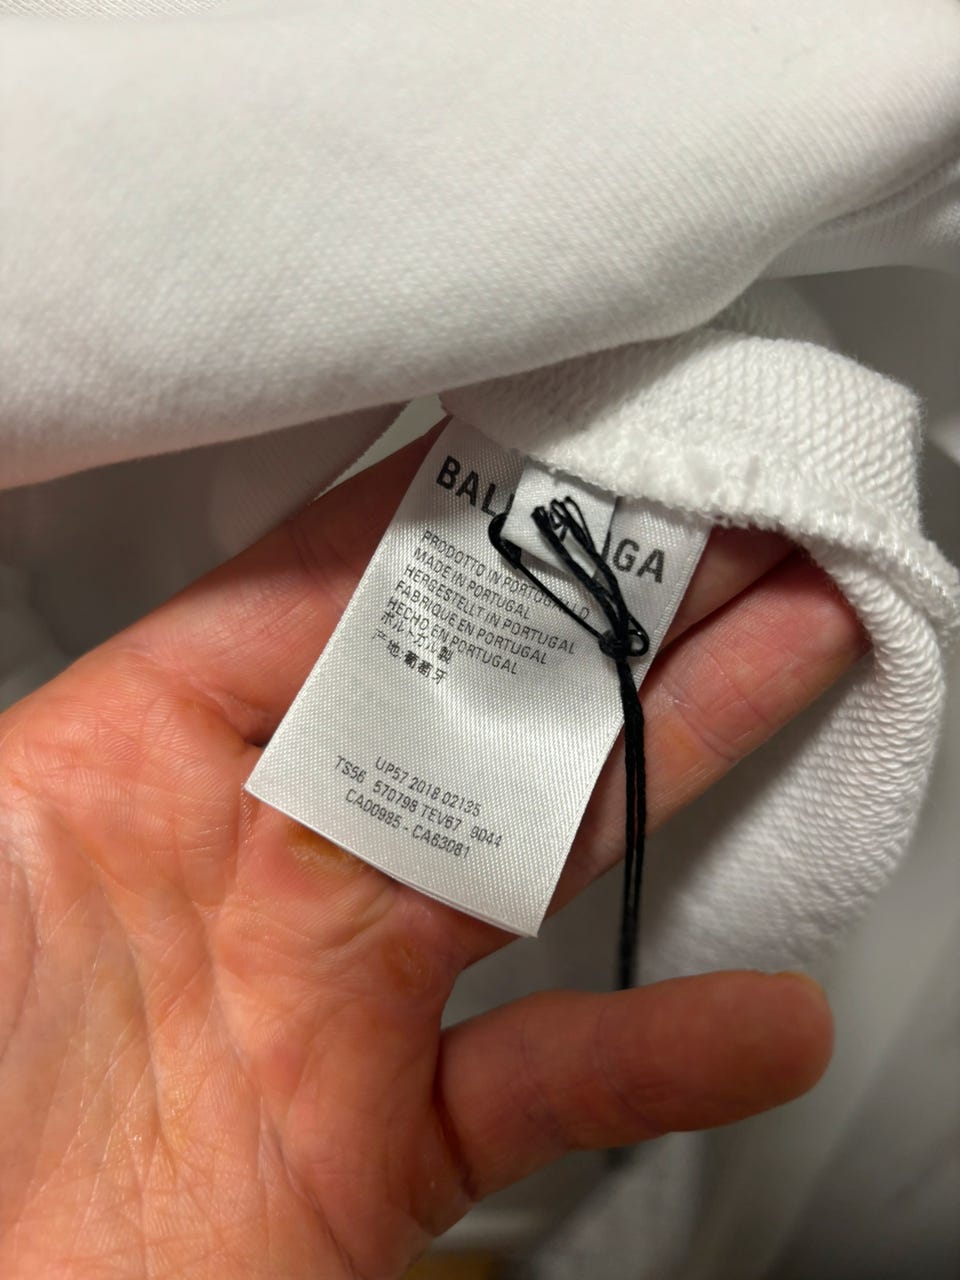 BAL GA
PRODOTTO IN PORTOGALLO
MADE IN PORTUGAL
HERGESTELLT IN PORTUGAL
FABRIQUE EN PORTUGAL
HECHO EN PORTUGAL
ポルトガル製
产地:葡萄牙
UP57 2018 02135
TS56 570798 TEV67 9044
CA00985 - CA63081